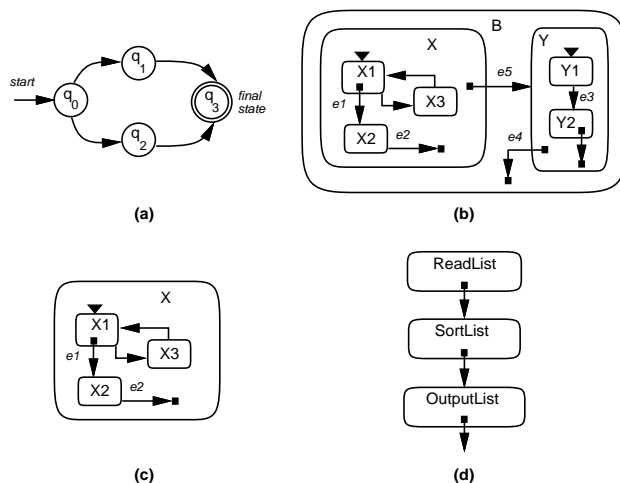 start
q0
q1
q2
q3
final
state
(a)
B
X
X1
X3
e1
X2
e2
e5
Y
Y1
e3
Y2
e4
(b)
X
X1
X3
e1
X2
e2
(c)
ReadList
SortList
OutputList
(d)